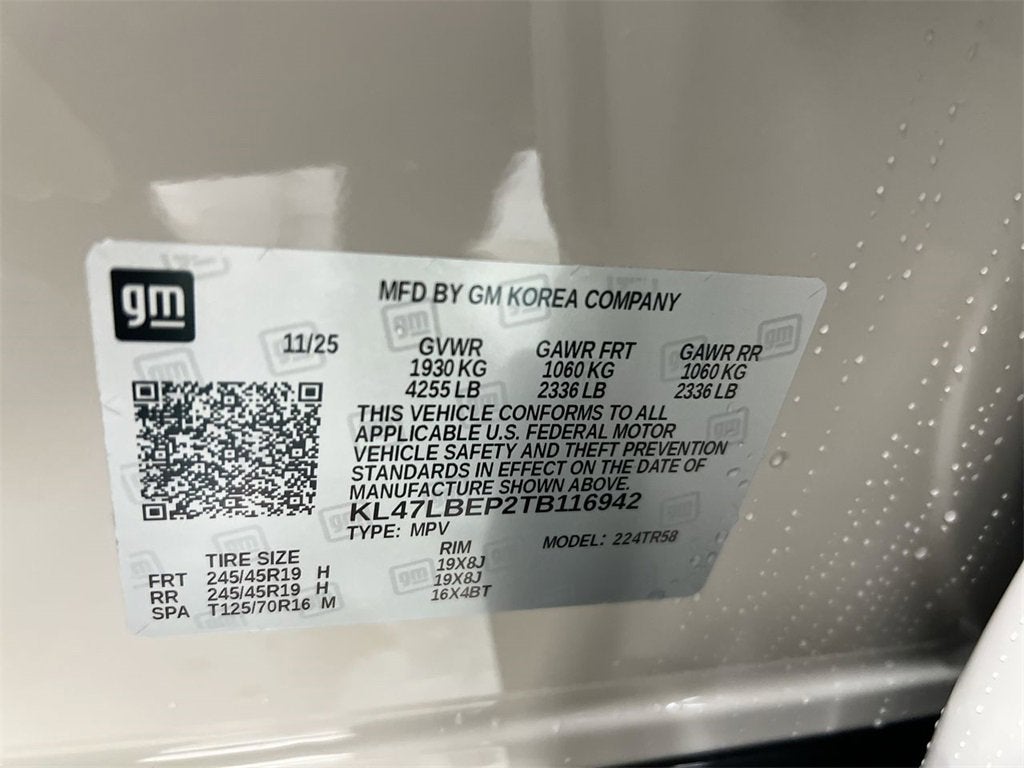 gm
MFD BY GM KOREA COMPANY
11/25
GVWR
1930 KG
4255 LB
GAWR FRT
1060 KG
2336 LB
GAWR RR
1060 KG
2336 LB
THIS VEHICLE CONFORMS TO ALL
APPLICABLE U.S. FEDERAL MOTOR
VEHICLE SAFETY AND THEFT PREVENTION
STANDARDS IN EFFECT ON THE DATE OF
MANUFACTURE SHOWN ABOVE.
KL47LBEP2TB116942
TYPE: MPV
MODEL: 224TR58
TIRE SIZE RIM
FRT 245/45R19 H 19X8J
RR 245/45R19 H 19X8J
SPA T125/70R16 M 16X4BT